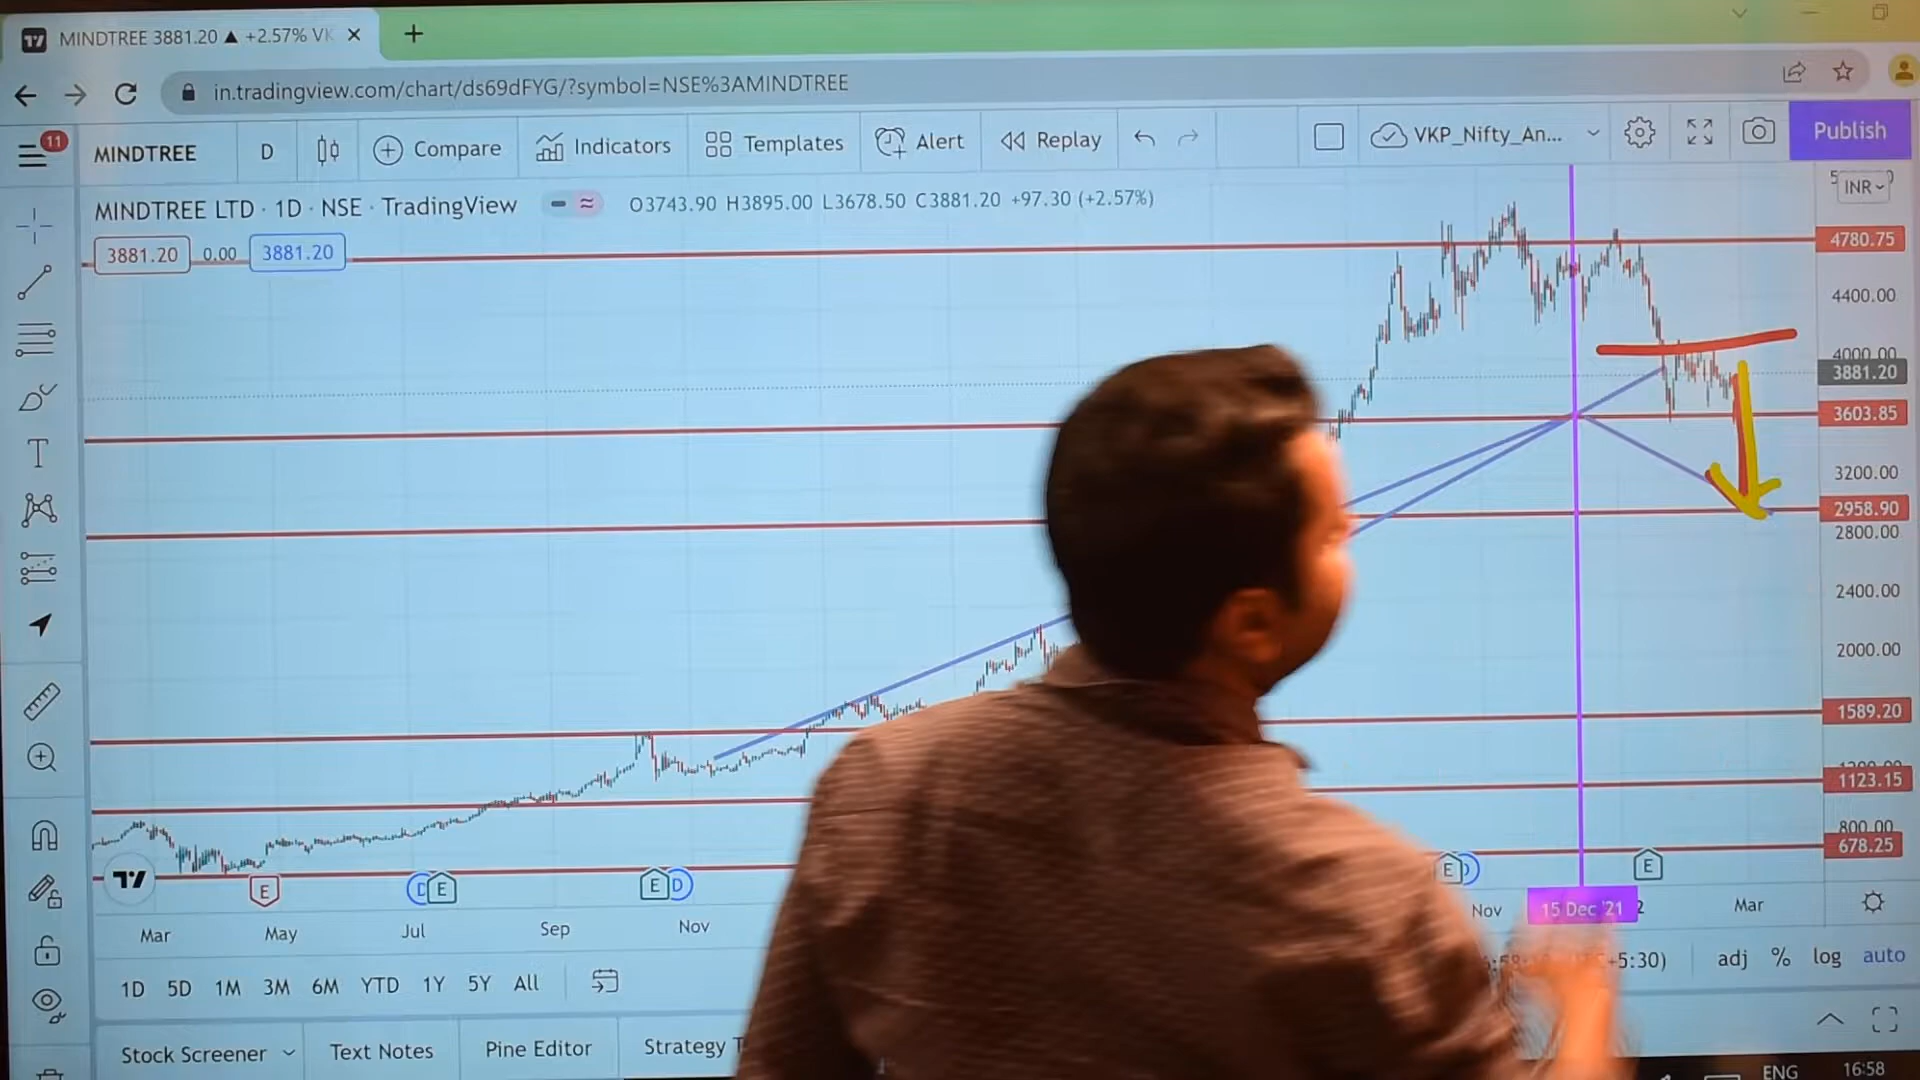 MINDTREE 3881.20 ▲ +2.57% VK
in.tradingview.com/chart/ds69dFYG/?symbol=NSE%3AMINDTREE
11
MINDTREE D Compare Indicators Templates Alert Replay VKP_Nifty_An... Publish
MINDTREE LTD · 1D · NSE · TradingView O3743.90 H3895.00 L3678.50 C3881.20 +97.30 (+2.57%)
INR
3881.20 0.00 3881.20
4780.75
4400.00
4000.00
3881.20
3603.85
3200.00
2958.90
2800.00
2400.00
2000.00
1589.20
1123.15
800.00
678.25
E D E E D E E
Mar May Jul Sep Nov Nov 15 Dec '21 Mar
1D 5D 1M 3M 6M YTD 1Y 5Y All +5:30) adj % log auto
Stock Screener Text Notes Pine Editor Strategy
ENG 16:58